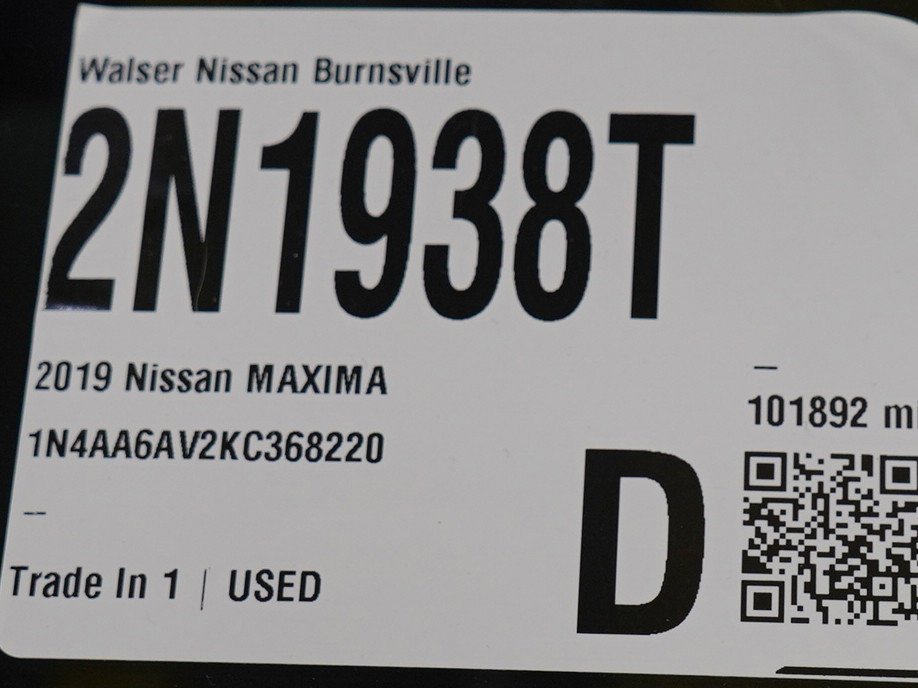 Walser Nissan Burnsville
2N1938T
2019 Nissan MAXIMA
–
101892 m
1N4AA6AV2KC368220
–
D
Trade In 1 | USED